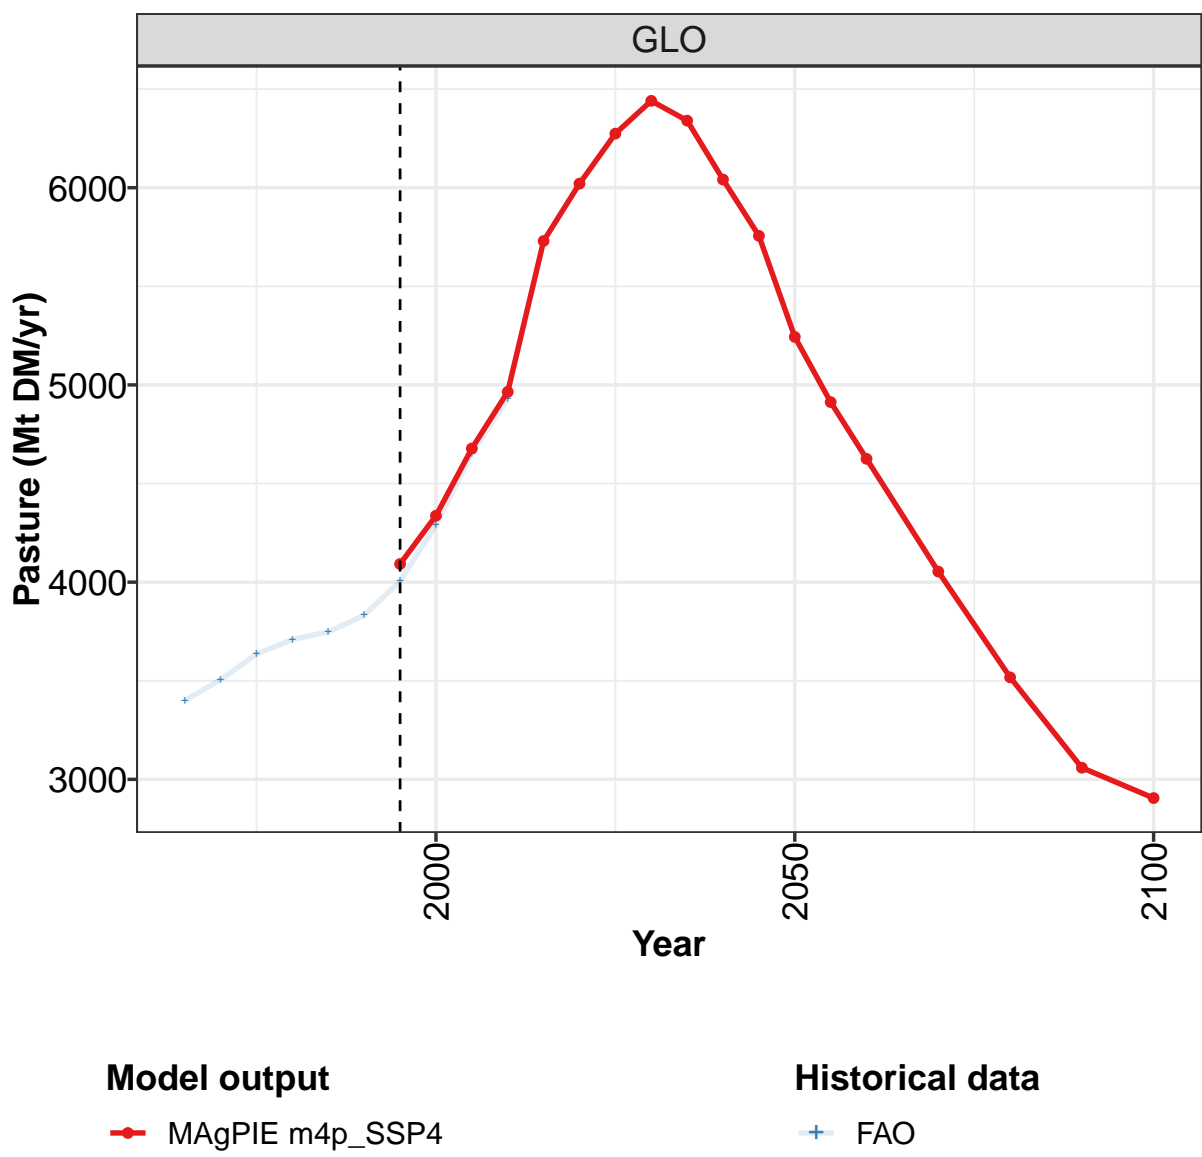 GLO
Pasture (Mt DM/yr)
6000
5000
4000
3000
2000
2050
2100
Year
Model output
MAgPIE m4p_SSP4
Historical data
FAO